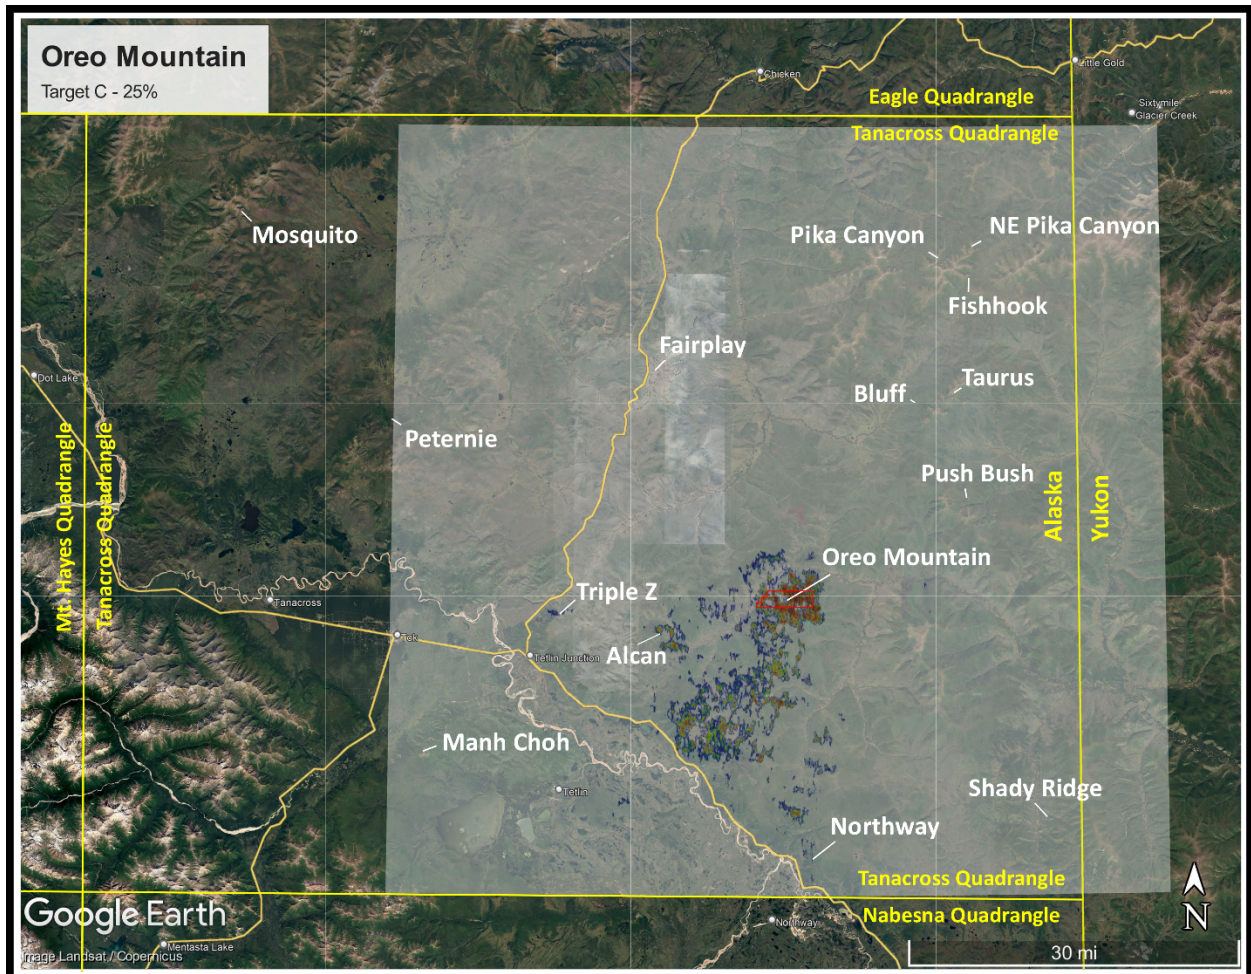 Oreo Mountain
Target C - 25%
Chicken
Little Gold
Eagle Quadrangle
Sixtymile
Glacier Creek
Tanacross Quadrangle
Mosquito
Pika Canyon
NE Pika Canyon
Fishhook
Fairplay
Dot Lake
Taurus
Bluff
Peternie
Mt. Hayes Quadrangle
Tanacross Quadrangle
Push Bush
Alaska
Yukon
Oreo Mountain
Triple Z
Tanacross
Tok
Tetlin Junction
Alcan
Manh Choh
Tetlin
Shady Ridge
Northway
Tanacross Quadrangle
Nabesna Quadrangle
Google Earth
Northway
N
Mentasta Lake
Image Landsat / Copernicus
30 mi